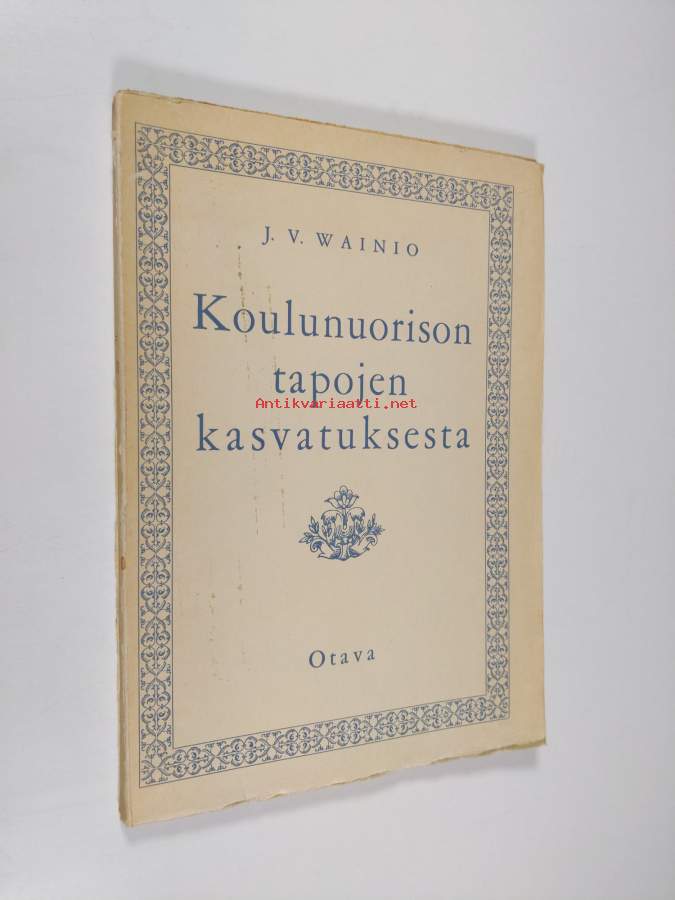 J. V. WAINIO
Koulunuorison
tapojen
Antikvariaatti.net
kasvatuksesta
Otava